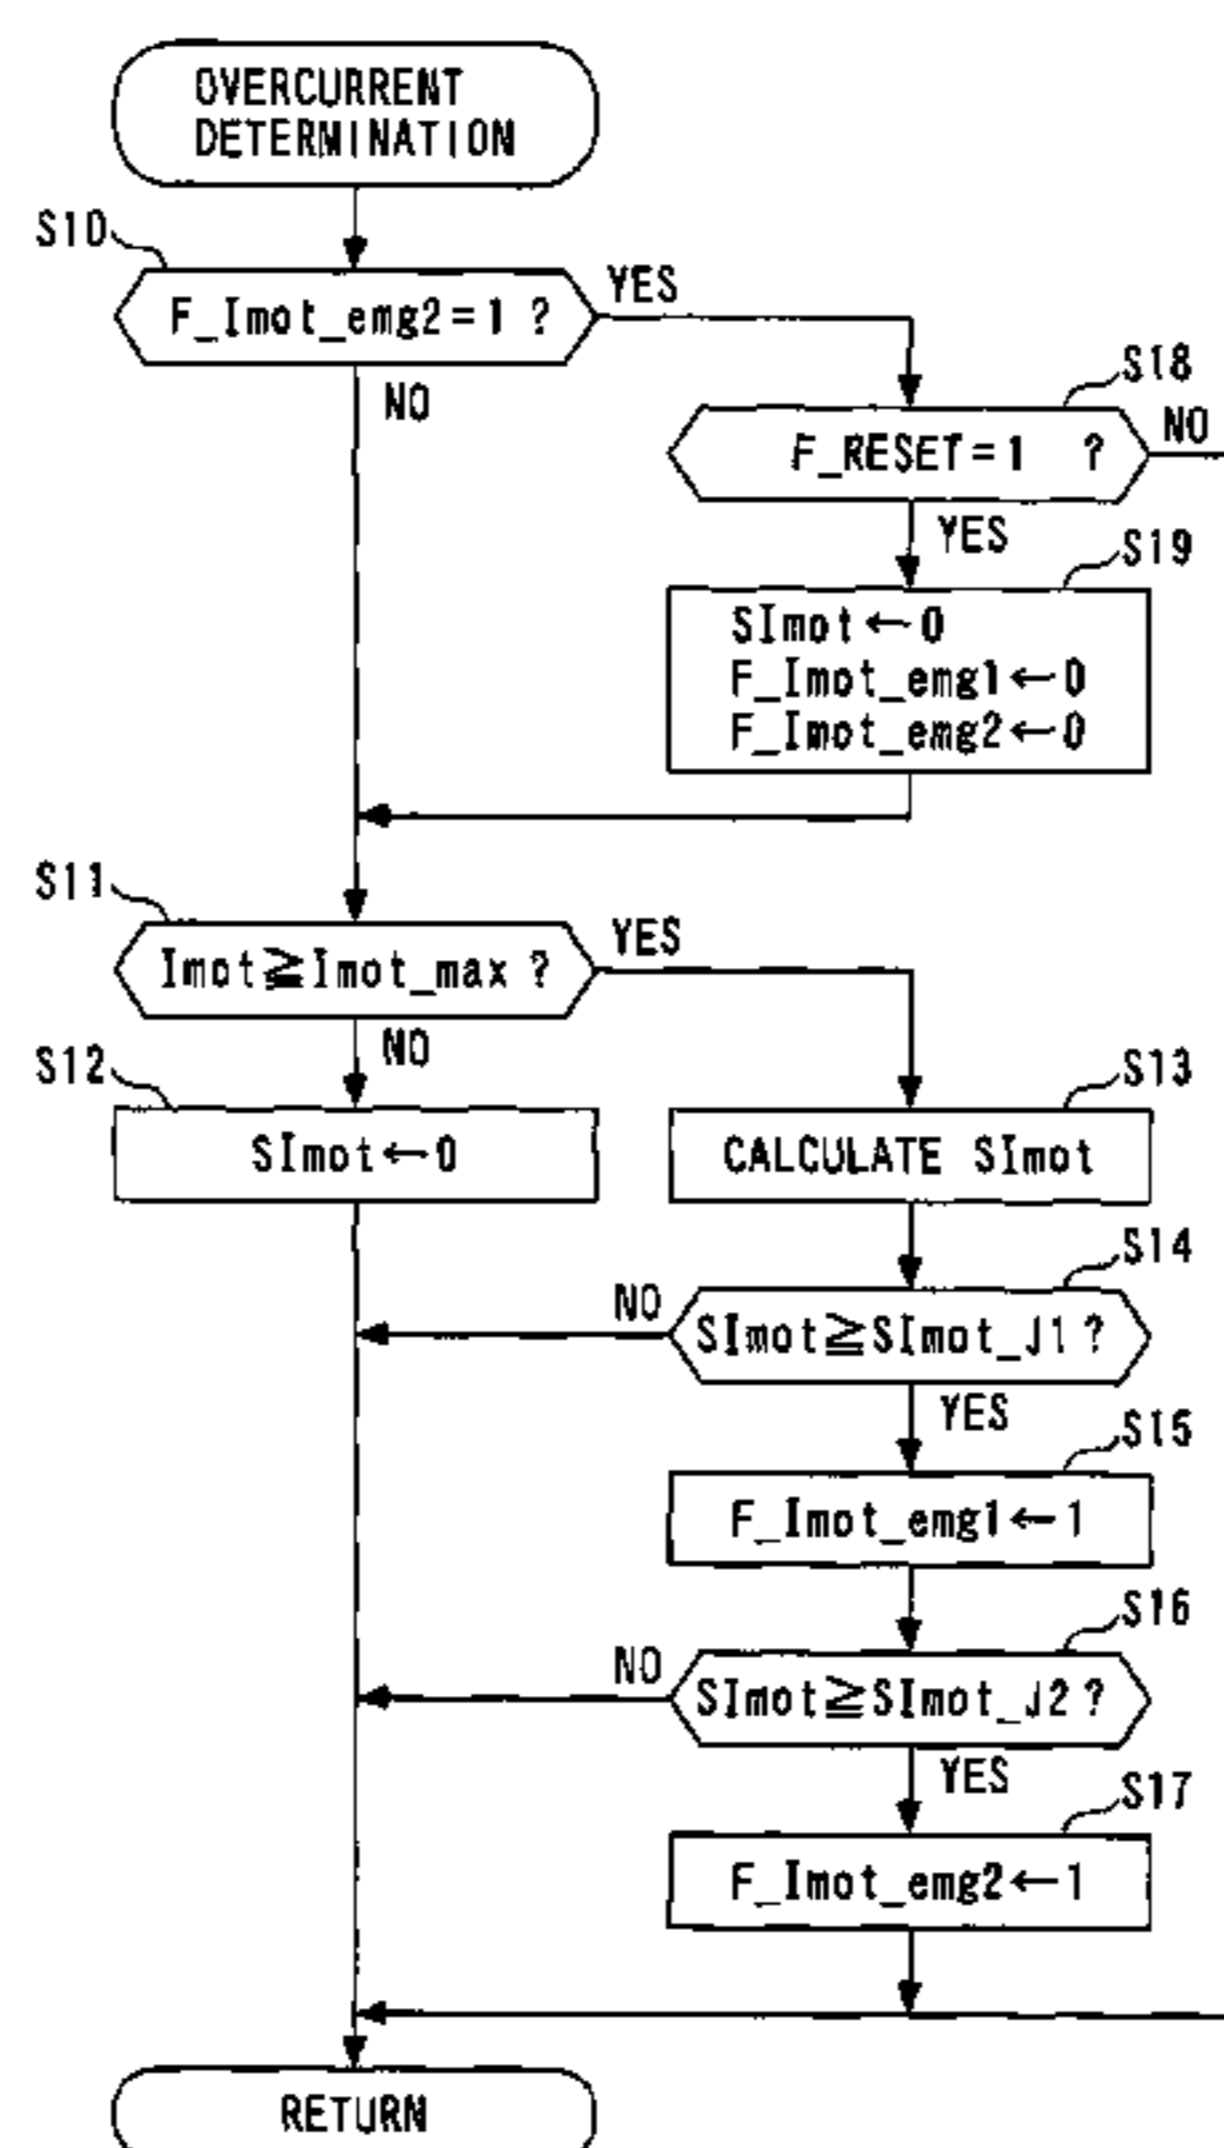 OVERCURRENT
DETERMINATION
S10
F_Imot_emg2=1 ?
YES
NO
S18
F_RESET=1 ?
NO
YES
S19
SImot←0
F_Imot_emg1←0
F_Imot_emg2←0
S11
Imot≧Imot_max ?
YES
NO
S12
SImot←0
S13
CALCULATE SImot
S14
NO
SImot≧SImot_J1 ?
YES
S15
F_Imot_emg1←1
S16
NO
SImot≧SImot_J2 ?
YES
S17
F_Imot_emg2←1
RETURN